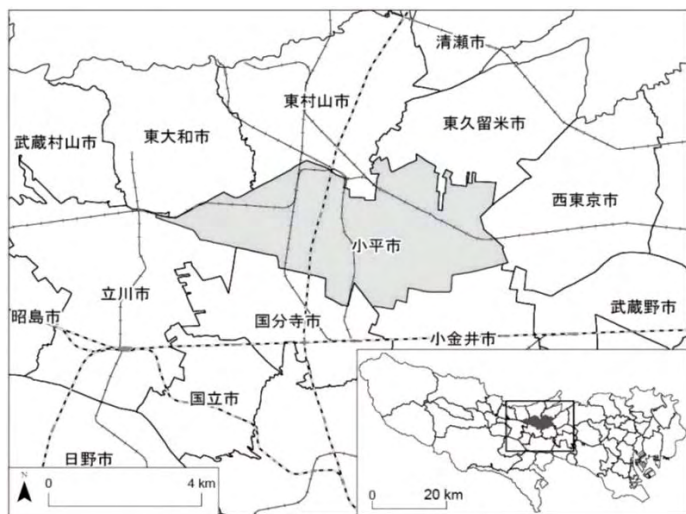 清瀬市
東村山市
東久留米市
東大和市
武蔵村山市
西東京市
小平市
立川市
武蔵野市
昭島市
国分寺市
小金井市
国立市
日野市
N
0
4 km
0
20 km